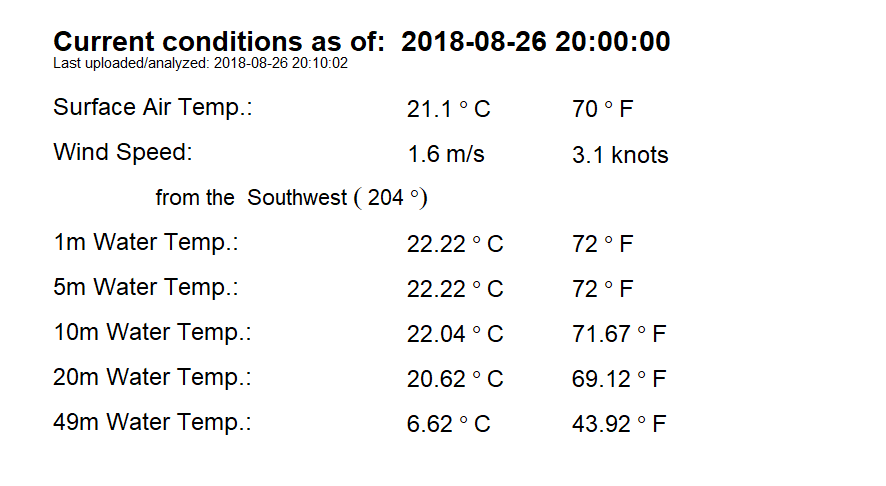 Current conditions as of: 2018-08-26 20:00:00
Last uploaded/analyzed: 2018-08-26 20:10:02
Surface Air Temp.: 21.1 ° C 70 ° F
Wind Speed: 1.6 m/s 3.1 knots
from the Southwest ( 204 °)
1m Water Temp.: 22.22 ° C 72 ° F
5m Water Temp.: 22.22 ° C 72 ° F
10m Water Temp.: 22.04 ° C 71.67 ° F
20m Water Temp.: 20.62 ° C 69.12 ° F
49m Water Temp.: 6.62 ° C 43.92 ° F